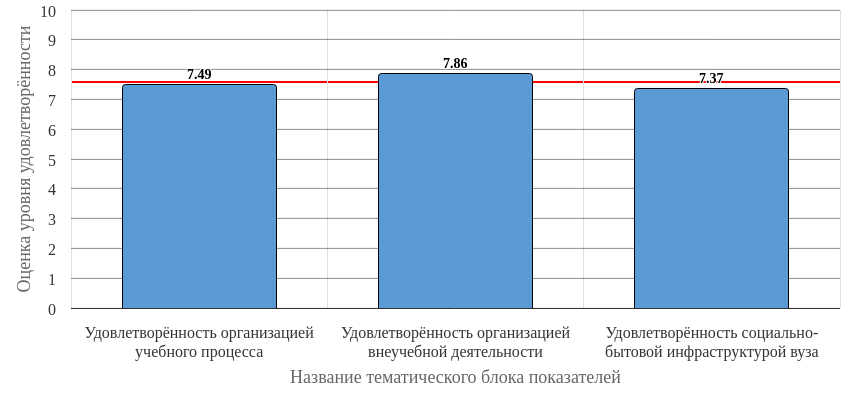 Оценка уровня удовлетворённости
10
9
8
7
6
5
4
3
2
1
0
7.49
7.86
7.37
Удовлетворённость организацией
учебного процесса
Удовлетворённость организацией
внеучебной деятельности
Удовлетворённость социально-
бытовой инфраструктурой вуза
Название тематического блока показателей